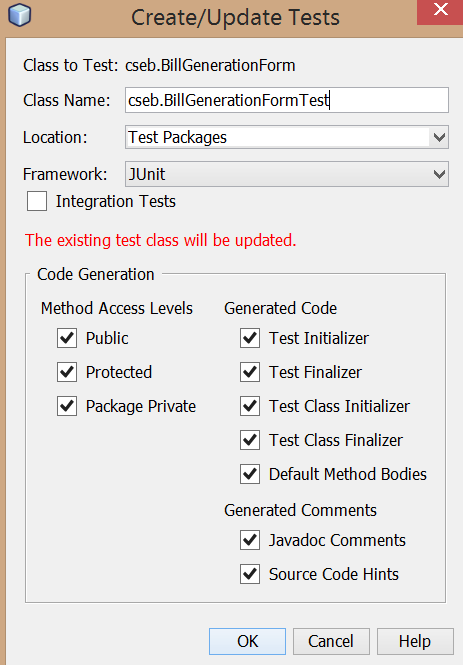 Create/Update Tests
Class to Test: cseb.BillGenerationForm
Class Name: cseb.BillGenerationFormTest
Location: Test Packages
Framework: JUnit
Integration Tests
The existing test class will be updated.
Code Generation
Method Access Levels
Public
Protected
Package Private
Generated Code
Test Initializer
Test Finalizer
Test Class Initializer
Test Class Finalizer
Default Method Bodies
Generated Comments
Javadoc Comments
Source Code Hints
OK Cancel Help